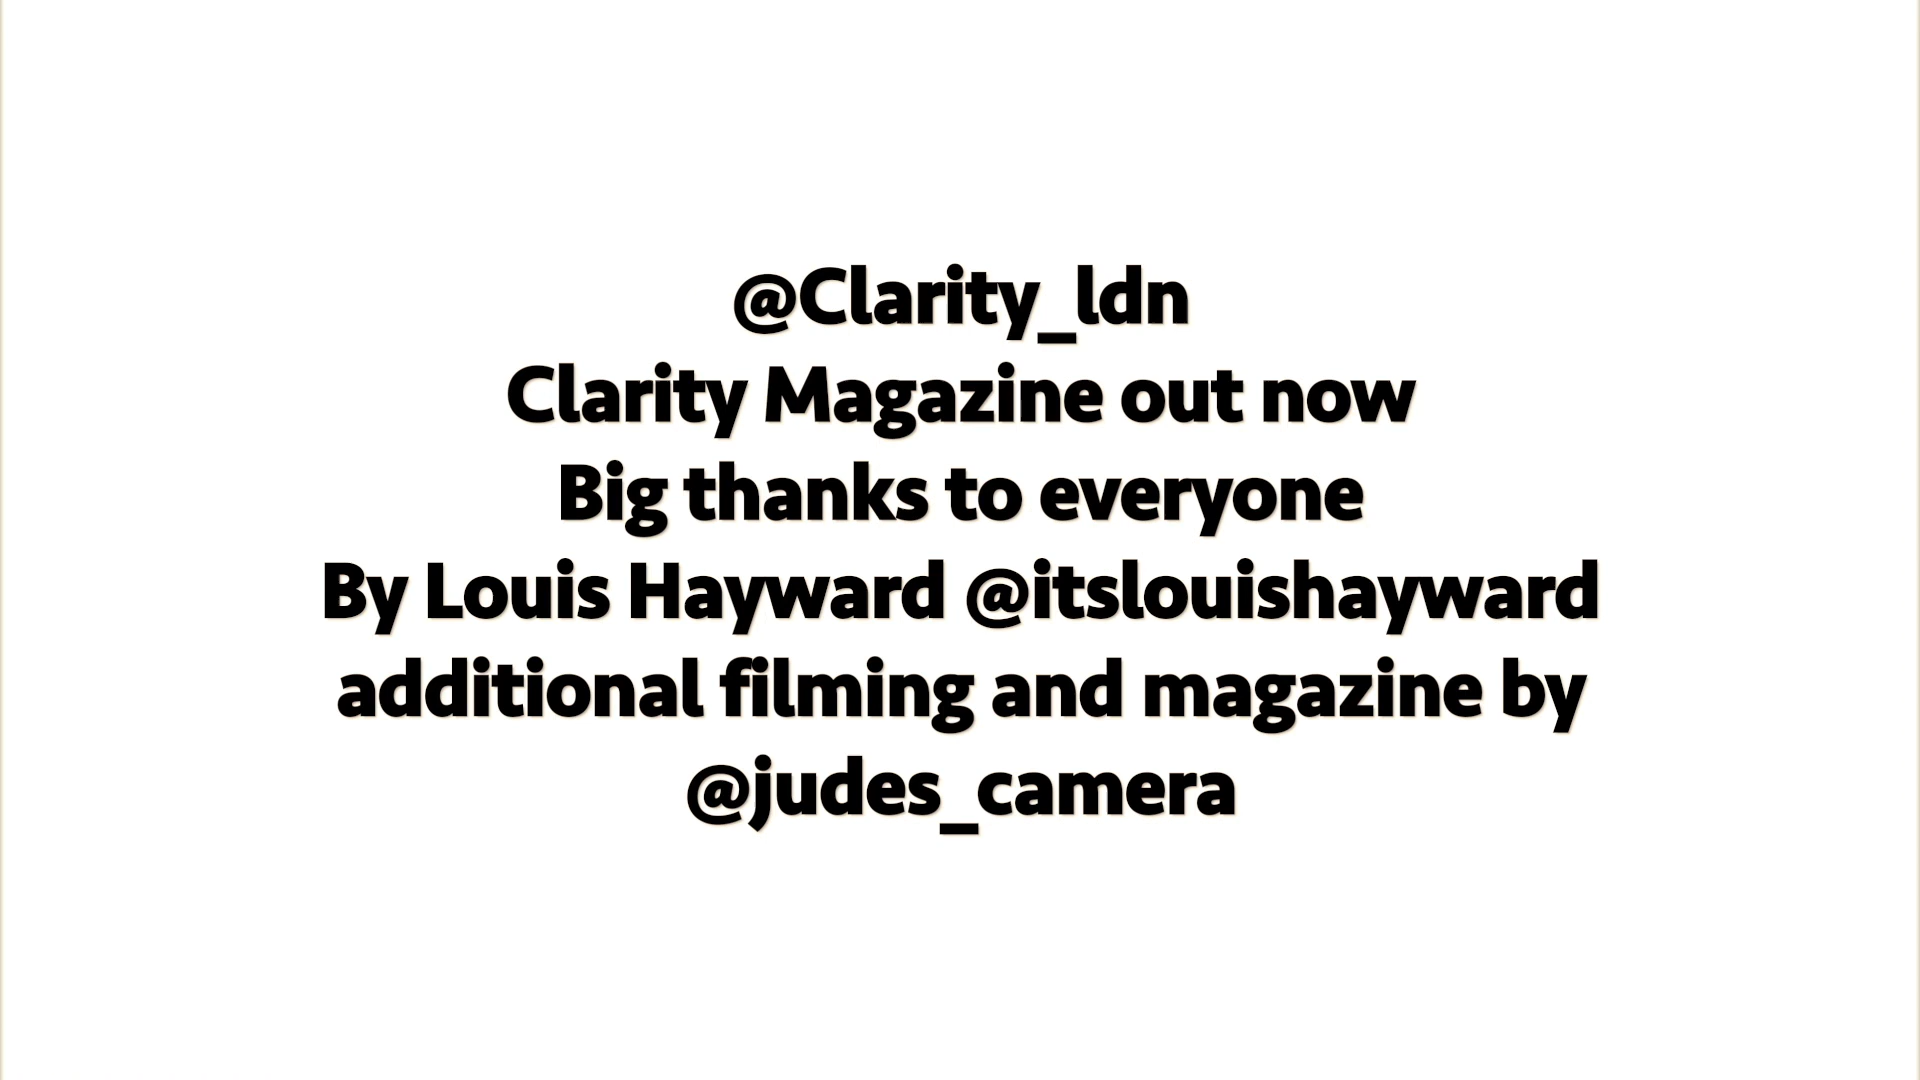 @Clarity_ldn
Clarity Magazine out now
Big thanks to everyone
By Louis Hayward @itslouishayward
additional filming and magazine by
@judes_camera